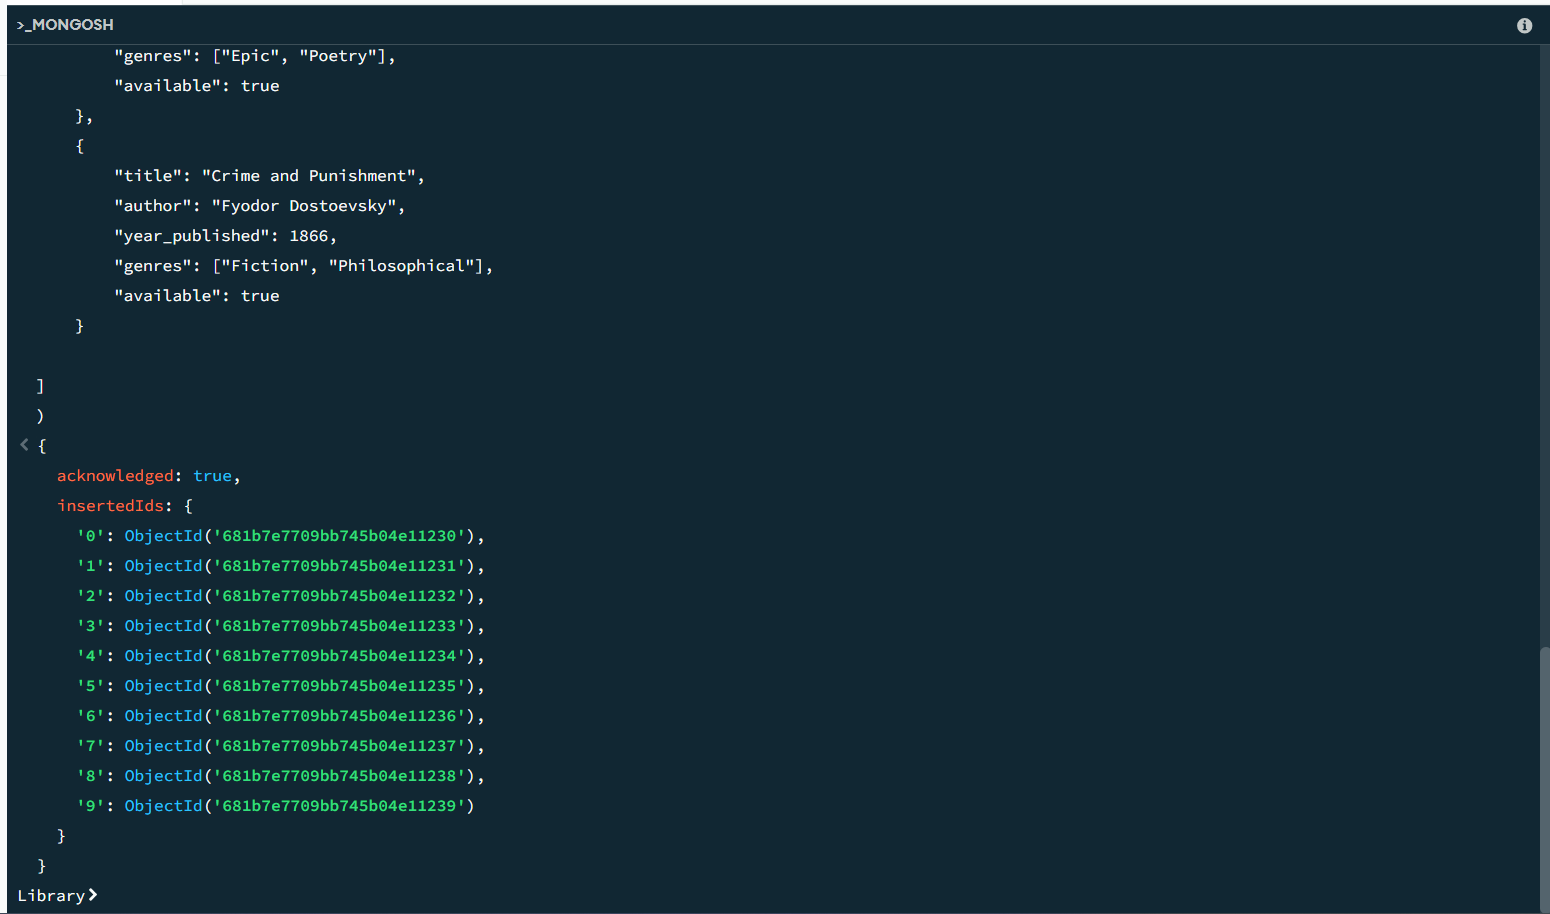 >_MONGOSH
"genres": ["Epic", "Poetry"],
"available": true
},
{
"title": "Crime and Punishment",
"author": "Fyodor Dostoevsky",
"year_published": 1866,
"genres": ["Fiction", "Philosophical"],
"available": true
}
]
)
{
acknowledged: true,
insertedIds: {
'0': ObjectId('681b7e7709bb745b04e11230'),
'1': ObjectId('681b7e7709bb745b04e11231'),
'2': ObjectId('681b7e7709bb745b04e11232'),
'3': ObjectId('681b7e7709bb745b04e11233'),
'4': ObjectId('681b7e7709bb745b04e11234'),
'5': ObjectId('681b7e7709bb745b04e11235'),
'6': ObjectId('681b7e7709bb745b04e11236'),
'7': ObjectId('681b7e7709bb745b04e11237'),
'8': ObjectId('681b7e7709bb745b04e11238'),
'9': ObjectId('681b7e7709bb745b04e11239')
}
}
Library>